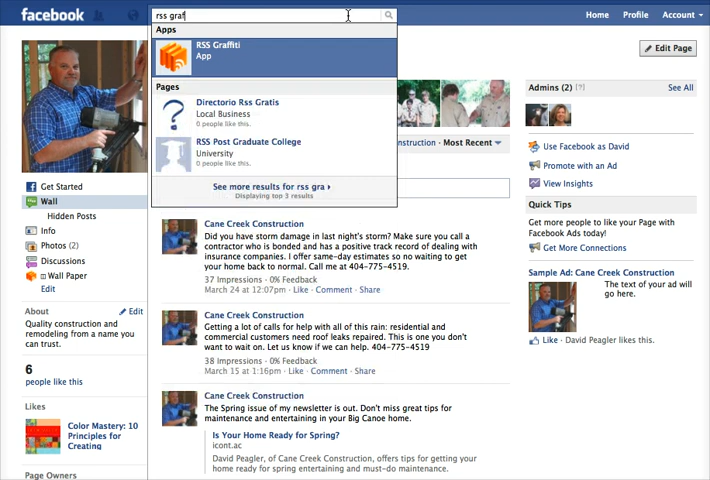 facebook
rss graf
Home Profile Account
Apps
RSS Graffiti
App
Pages
Directorio Rss Gratis
Local Business
0 people like this.
RSS Post Graduate College
University
0 people like this.
See more results for rss gra
Displaying top 3 results
Edit Page
onstruction · Most Recent
Get Started
Wall
Hidden Posts
Info
Photos (2)
Discussions
Wall Paper
Edit
About Edit
Quality construction and
remodeling from a name you
can trust.
6
people like this
Likes
Color Mastery: 10
Principles for
Creating
Page Owners
Cane Creek Construction
Did you have storm damage in last night's storm? Make sure you call a
contractor who is bonded and has a positive track record of dealing with
insurance companies. I offer same-day estimates so no waiting to get
your home back to normal. Call me at 404-775-4519.
37 Impressions · 0% Feedback
March 24 at 12:07pm · Like · Comment · Share
Cane Creek Construction
Getting a lot of calls for help with all of this rain: residential and
commercial customers need roof leaks repaired. This is one you don't
want to wait on. Let us know if we can help. 404-775-4519
38 Impressions · 0% Feedback
March 15 at 1:16pm · Like · Comment · Share
Cane Creek Construction
The Spring issue of my newsletter is out. Don't miss great tips for
maintenance and entertaining in your Big Canoe home.
Is Your Home Ready for Spring?
icont.ac
David Peagler, of Cane Creek Construction, offers tips for getting your
home ready for spring entertaining and must-do maintenance.
Admins (2) [?] See All
Use Facebook as David
Promote with an Ad
View Insights
Quick Tips
Get more people to like your Page with
Facebook Ads today!
Get More Connections
Sample Ad: Cane Creek Construction
The text of your ad will
go here.
Like · David Peagler likes this.